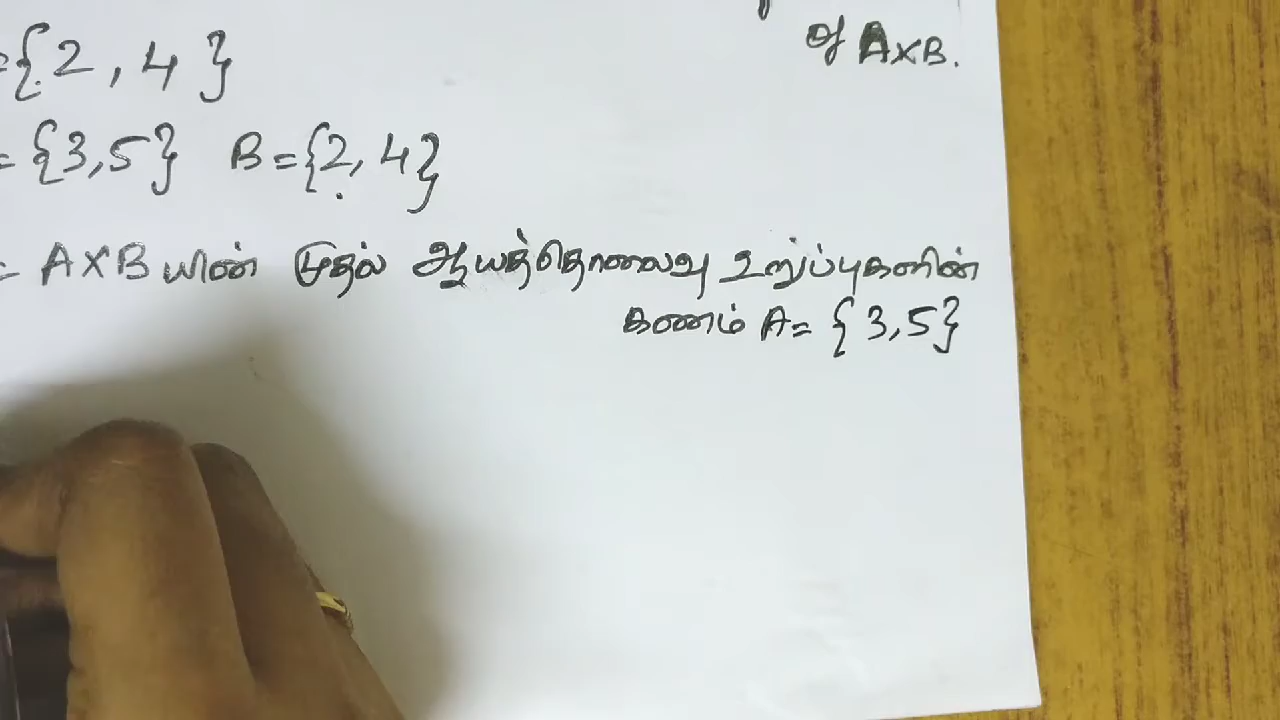 of A×B.
={2, 4}
= {3,5} B={2, 4}
= A×B யின் முதல் ஆயத்தொலைவு உறுப்புகளின்
கணம் A= {3,5}